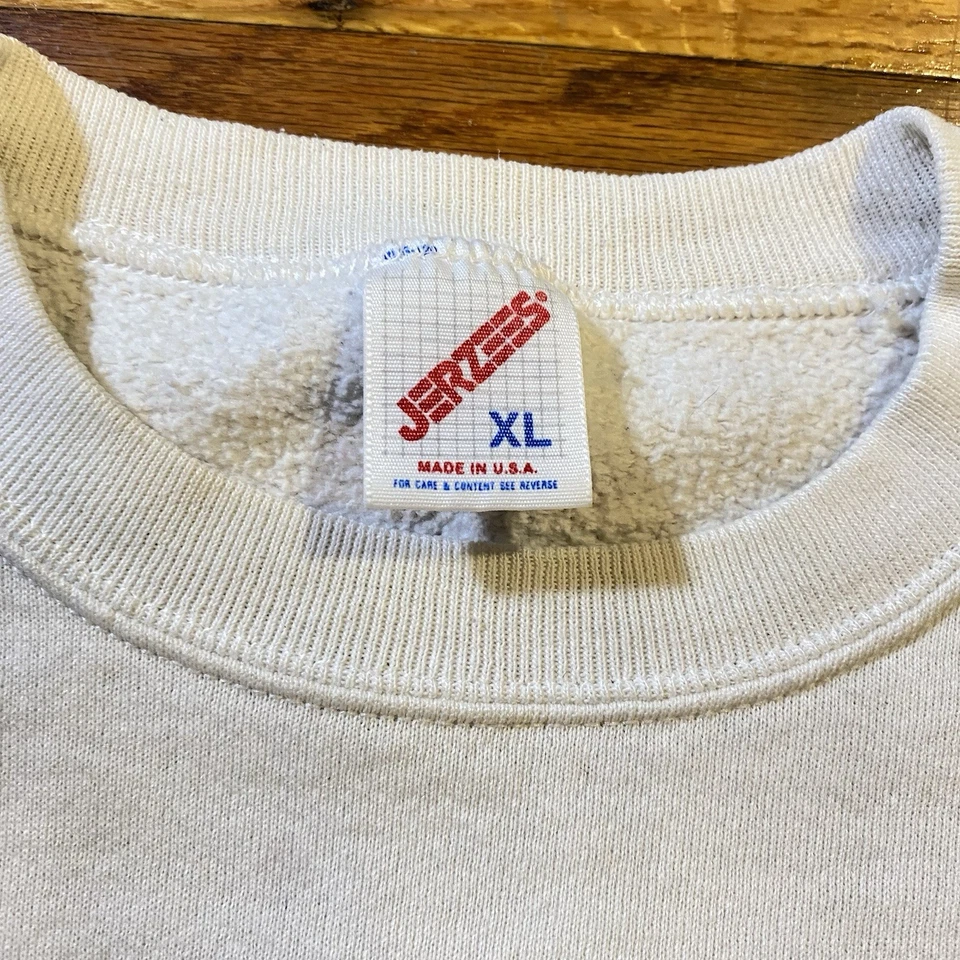 JERZEES®
XL
MADE IN U.S.A.
FOR CARE & CONTENT SEE REVERSE